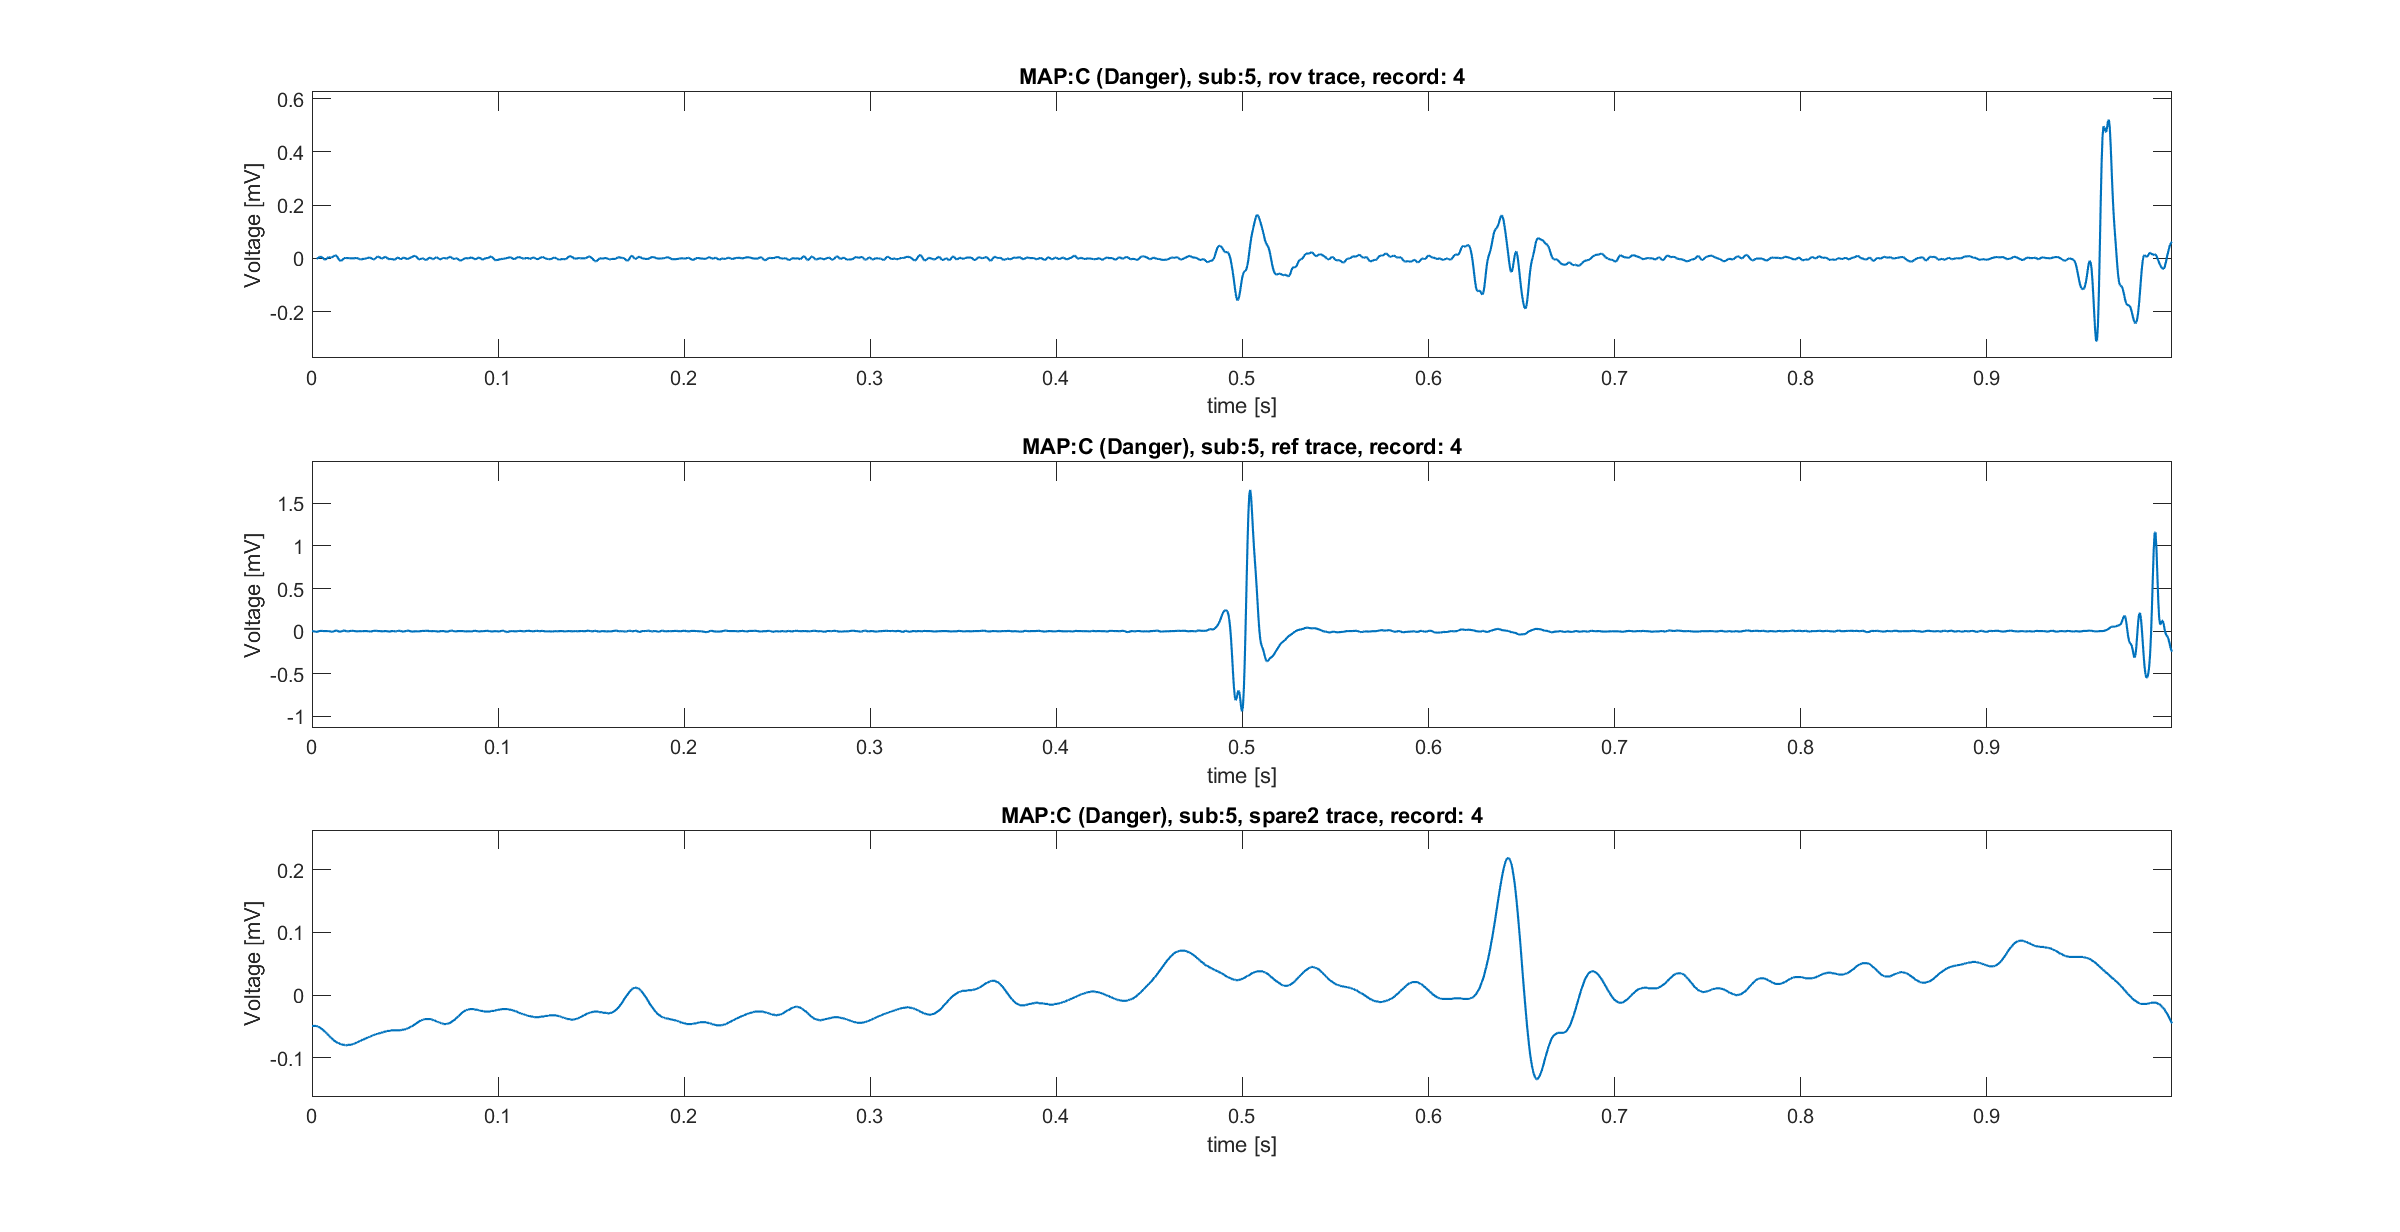 MAP:C (Danger), sub:5, rov trace, record: 4
0.6
0.4
0.2
0
-0.2
Voltage [mV]
0 0.1 0.2 0.3 0.4 0.5 0.6 0.7 0.8 0.9
time [s]
MAP:C (Danger), sub:5, ref trace, record: 4
1.5
1
0.5
0
-0.5
-1
Voltage [mV]
0 0.1 0.2 0.3 0.4 0.5 0.6 0.7 0.8 0.9
time [s]
MAP:C (Danger), sub:5, spare2 trace, record: 4
0.2
0.1
0
-0.1
Voltage [mV]
0 0.1 0.2 0.3 0.4 0.5 0.6 0.7 0.8 0.9
time [s]